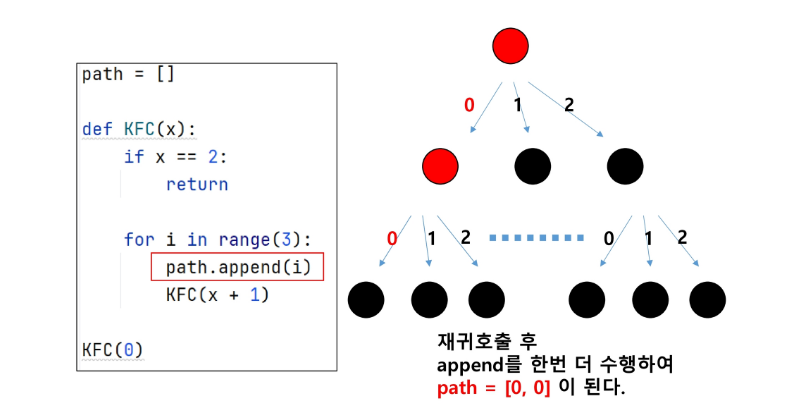 path = []
def KFC(x):
    if x == 2:
        return
    for i in range(3):
        path.append(i)
        KFC(x + 1)
KFC(0)
0 1 2
0 1 2 0 1 2
재귀호출 후
append를 한번 더 수행하여
path = [0, 0] 이 된다.